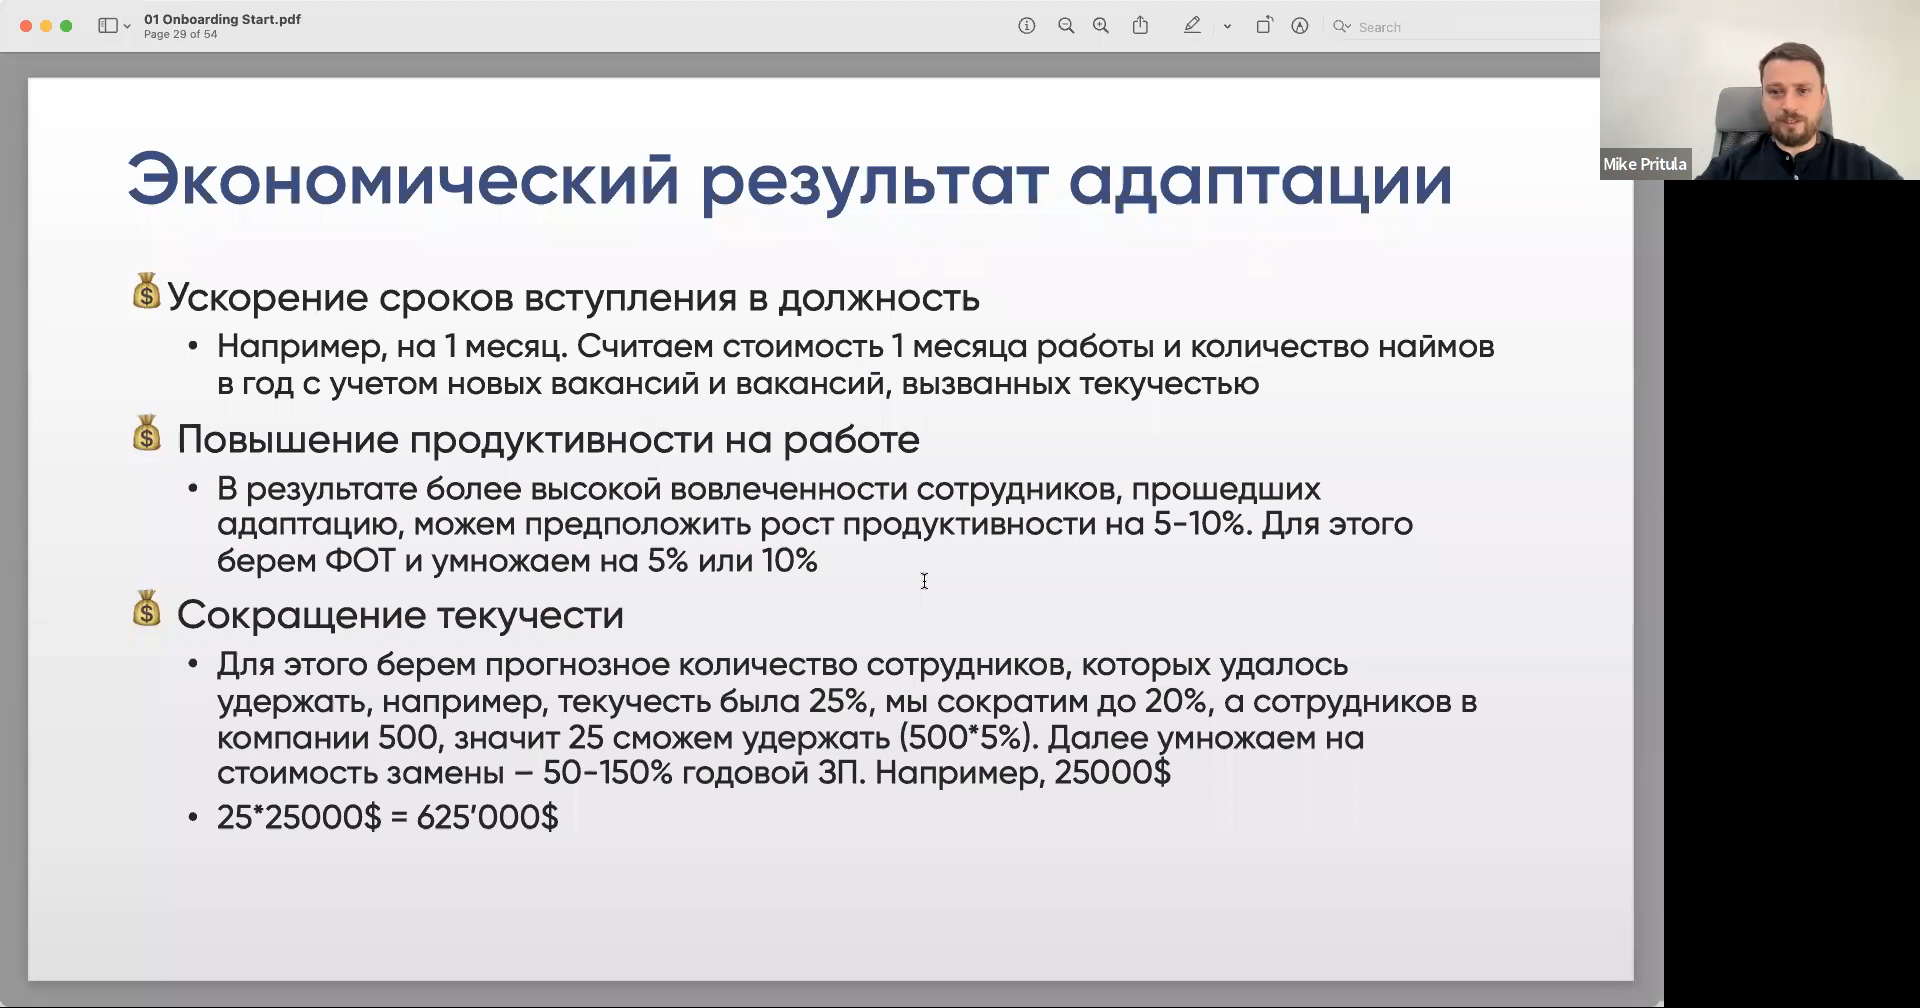 01 Onboarding Start.pdf
Page 29 of 54
Search
Mike Pritula
Экономический результат адаптации
Ускорение сроков вступления в должность
• Например, на 1 месяц. Считаем стоимость 1 месяца работы и количество наймов
в год с учетом новых вакансий и вакансий, вызванных текучестью
Повышение продуктивности на работе
• В результате более высокой вовлеченности сотрудников, прошедших
адаптацию, можем предположить рост продуктивности на 5-10%. Для этого
берем ФОТ и умножаем на 5% или 10%
Сокращение текучести
• Для этого берем прогнозное количество сотрудников, которых удалось
удержать, например, текучесть была 25%, мы сократим до 20%, а сотрудников в
компании 500, значит 25 сможем удержать (500*5%). Далее умножаем на
стоимость замены – 50-150% годовой ЗП. Например, 25000$
• 25*25000$ = 625’000$